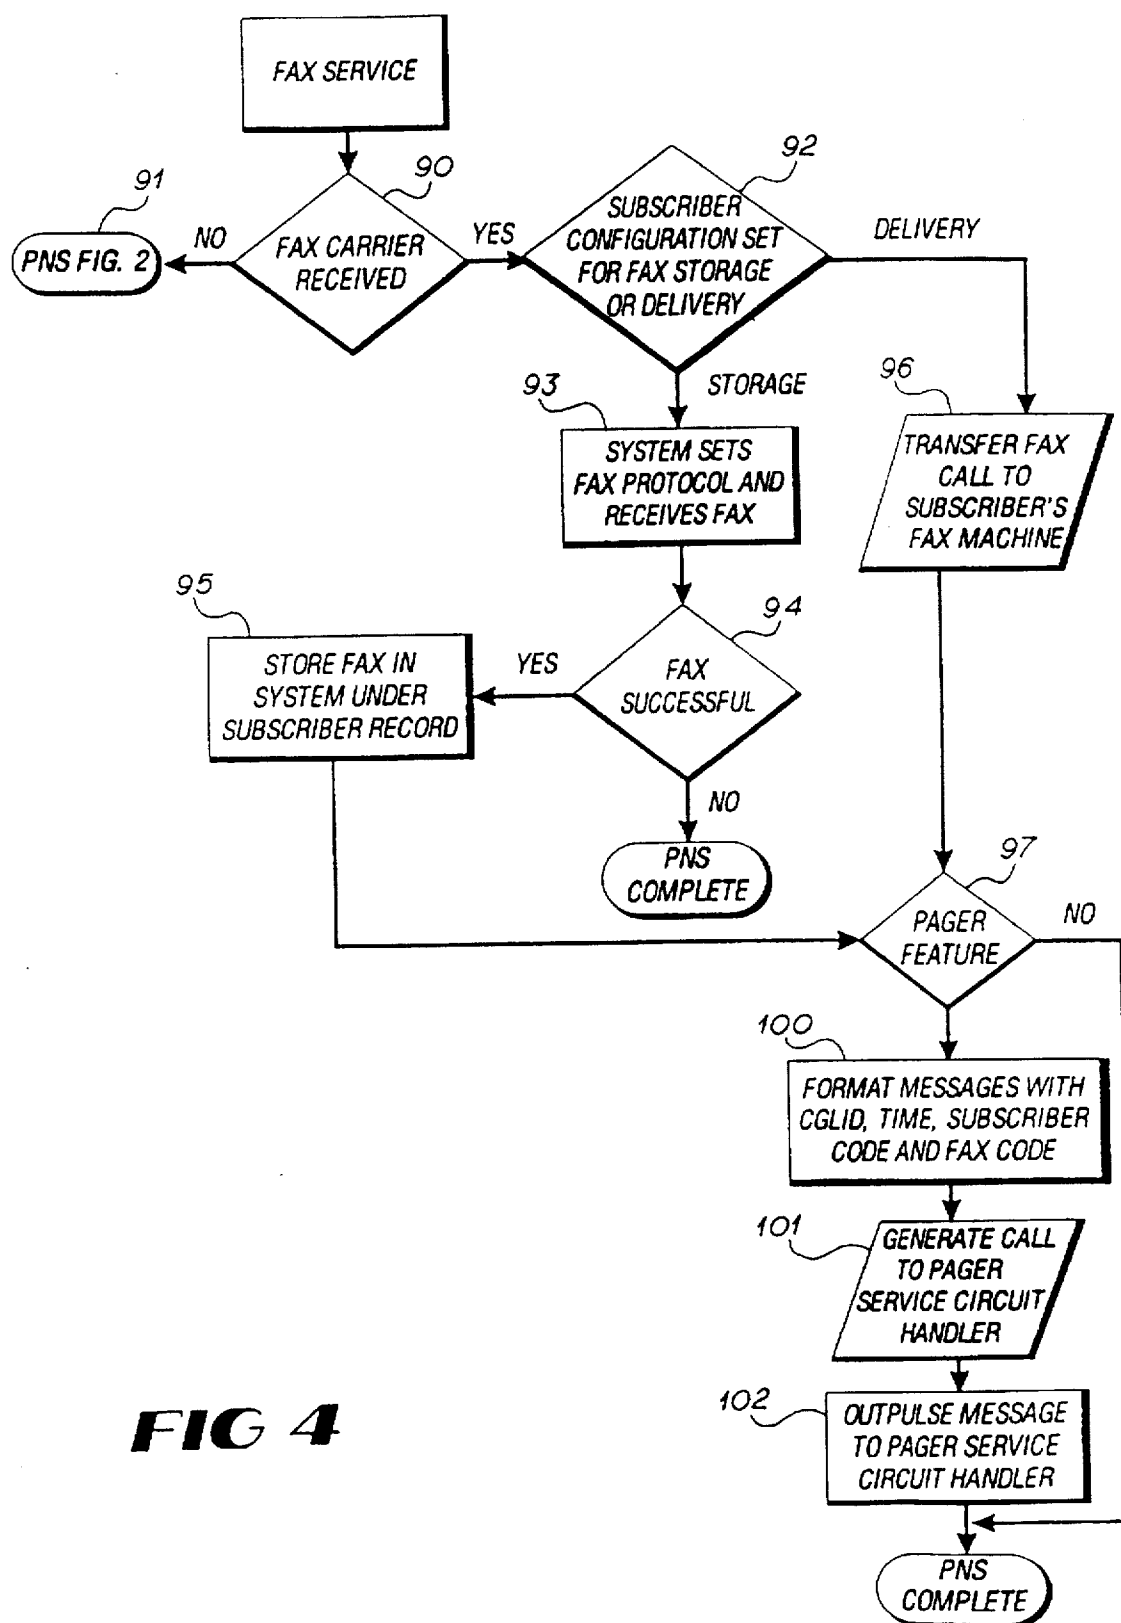 FAX SERVICE
90
92
91
FAX CARRIER
RECEIVED
NO
PNS FIG. 2
YES
SUBSCRIBER
CONFIGURATION SET
FOR FAX STORAGE
OR DELIVERY
DELIVERY
STORAGE
93
SYSTEM SETS
FAX PROTOCOL AND
RECEIVES FAX
96
TRANSFER FAX
CALL TO
SUBSCRIBER'S
FAX MACHINE
94
FAX
SUCCESSFUL
YES
95
STORE FAX IN
SYSTEM UNDER
SUBSCRIBER RECORD
NO
PNS
COMPLETE
97
PAGER
FEATURE
NO
100
FORMAT MESSAGES WITH
CGLID, TIME, SUBSCRIBER
CODE AND FAX CODE
101
GENERATE CALL
TO PAGER
SERVICE CIRCUIT
HANDLER
102
OUTPULSE MESSAGE
TO PAGER SERVICE
CIRCUIT HANDLER
PNS
COMPLETE
FIG 4